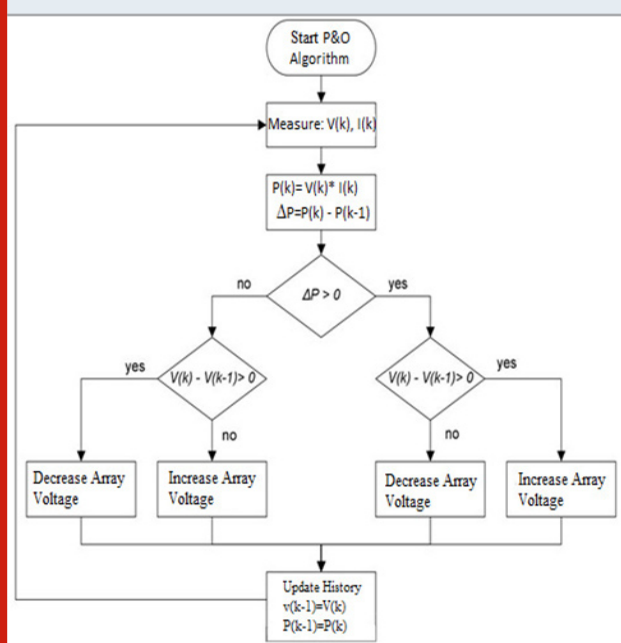 Start P&O
Algorithm
Measure: V(k), I(k)
P(k)= V(k)* I(k)
ΔP=P(k) - P(k-1)
no
yes
ΔP > 0
yes
V(k) - V(k-1)> 0
V(k) - V(k-1)> 0
yes
no
no
Decrease Array
Voltage
Increase Array
Voltage
Decrease Array
Voltage
Increase Array
Voltage
Update History
v(k-1)=V(k)
P(k-1)=P(k)